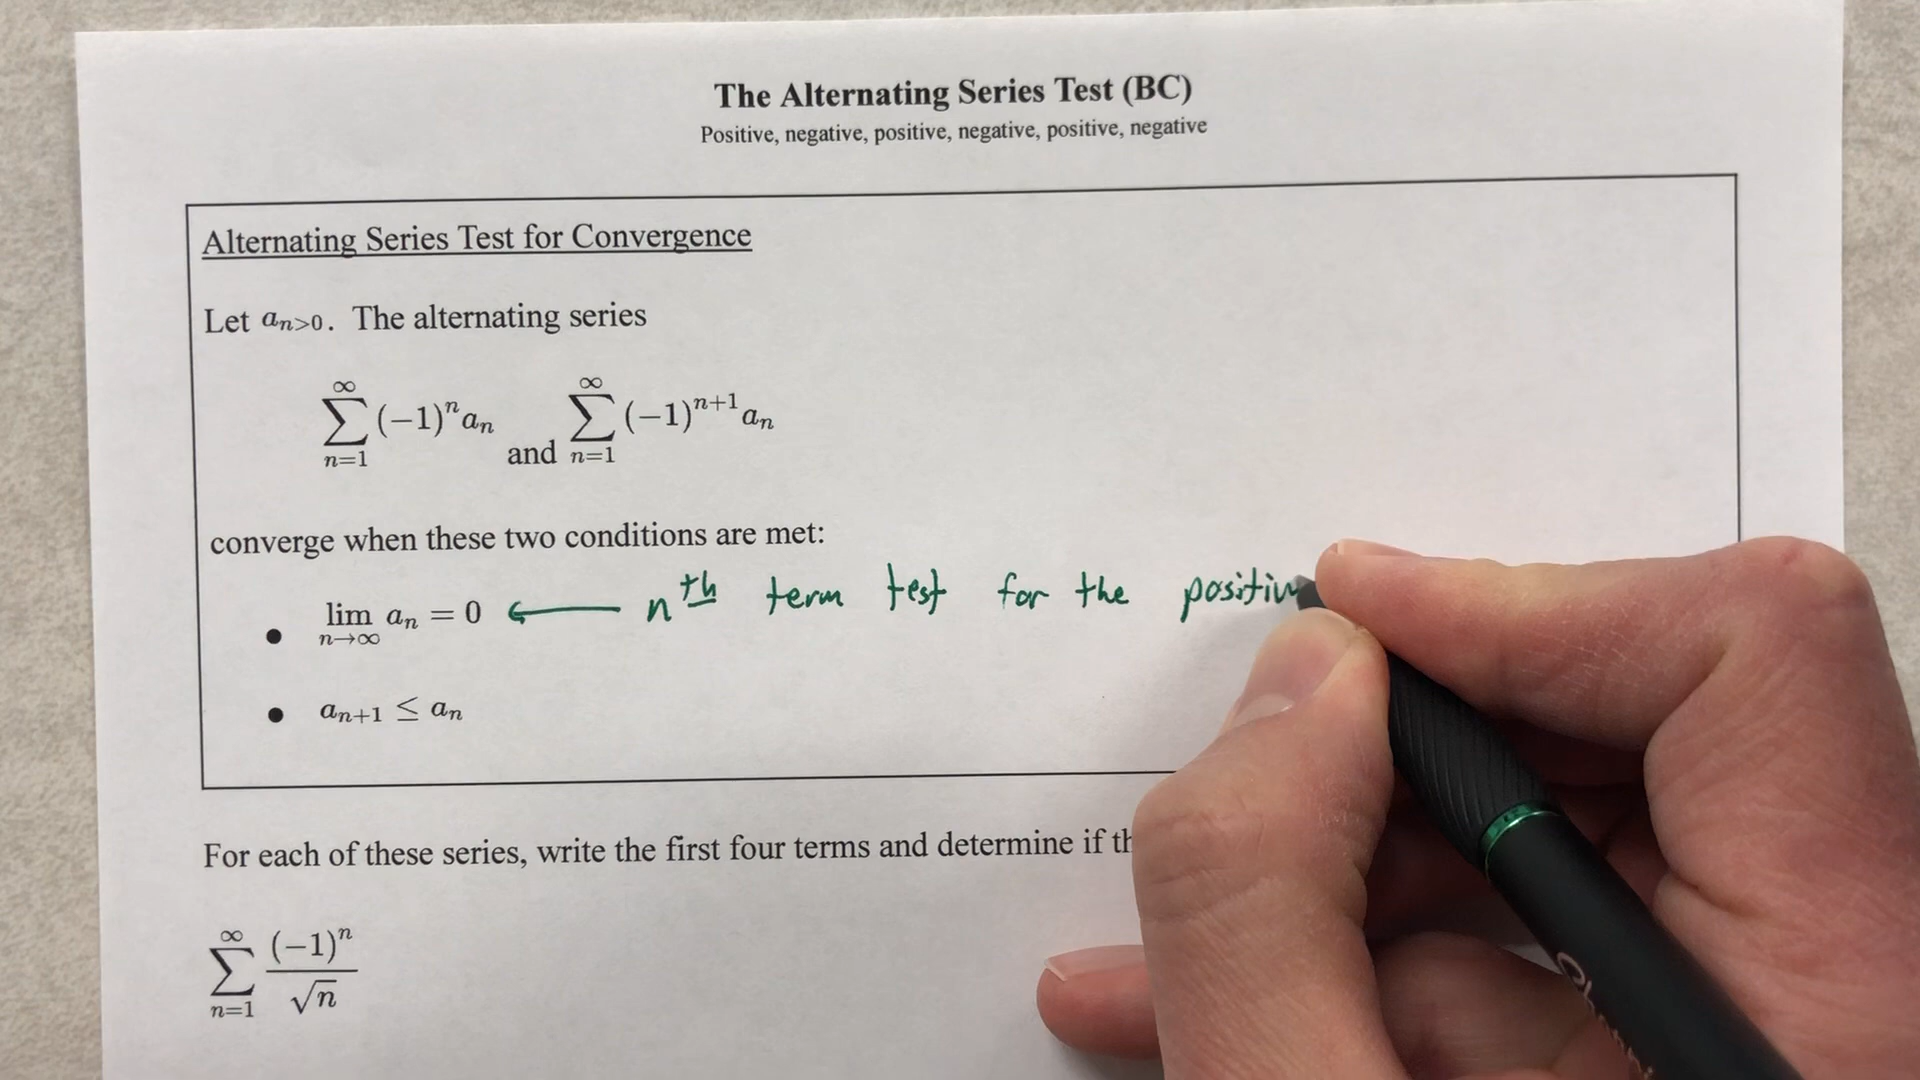 The Alternating Series Test (BC)
Positive, negative, positive, negative, positive, negative
Alternating Series Test for Convergence
Let aₙ>₀. The alternating series
∑_{n=1}^{∞} (−1)ⁿ aₙ and ∑_{n=1}^{∞} (−1)ⁿ⁺¹ aₙ
converge when these two conditions are met:
• lim_{n→∞} aₙ = 0 ← nᵗʰ term test for the
• aₙ₊₁ ≤ aₙ
For each of these series, write the first four terms and determine if
∑_{n=1}^{∞} (−1)ⁿ / √n